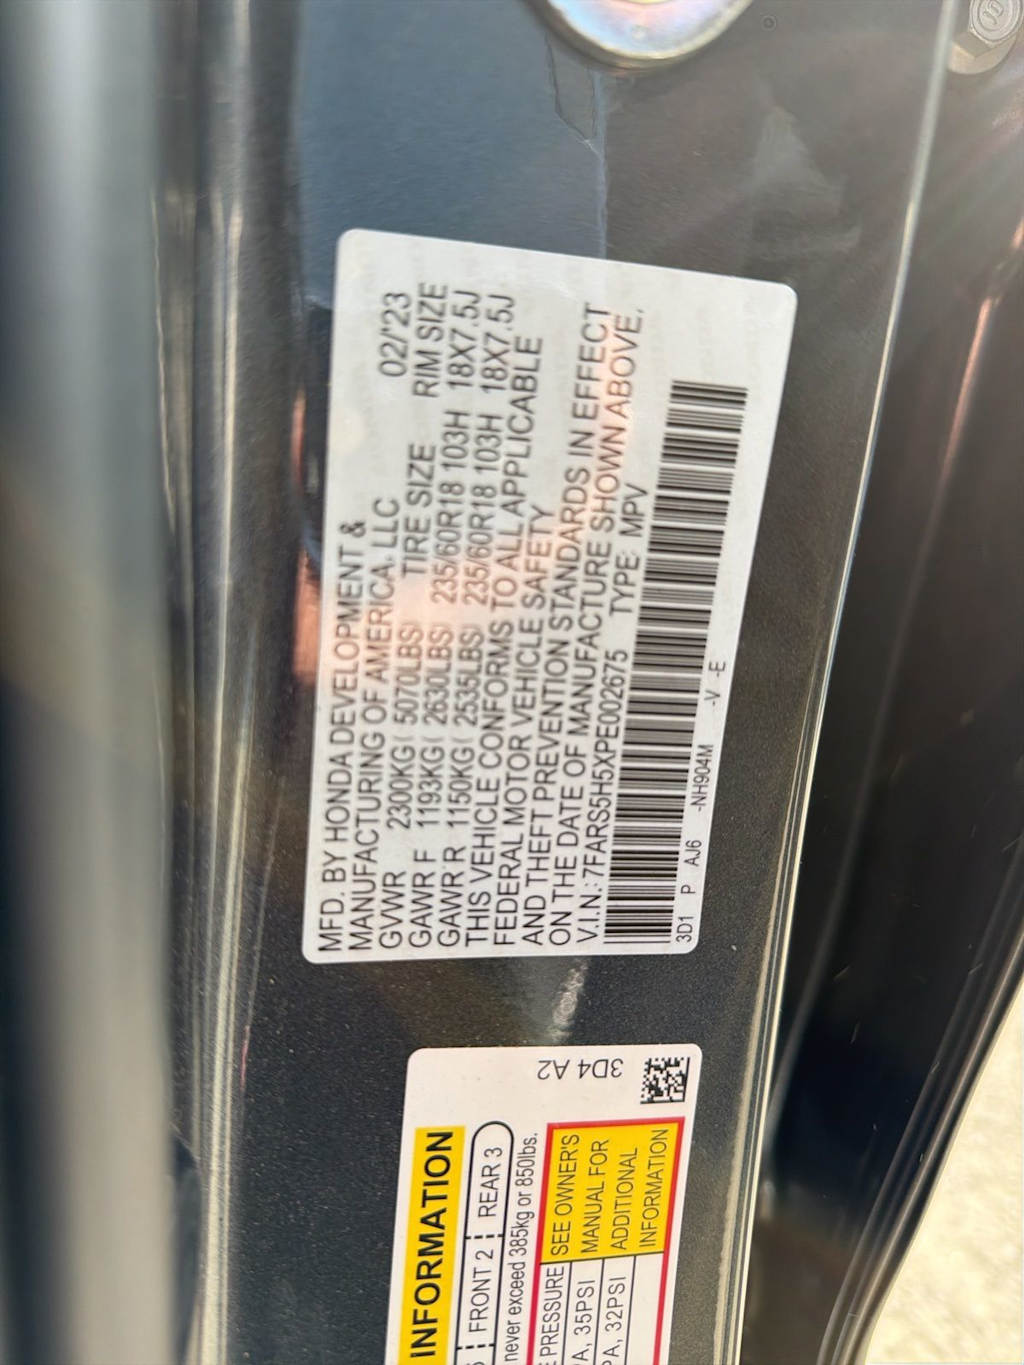 MFD. BY HONDA DEVELOPMENT &
MANUFACTURING OF AMERICA, LLC 02/'23
GVWR 2300KG( 5070LBS) TIRE SIZE RIM SIZE
GAWR F 1193KG( 2630LBS) 235/60R18 103H 18X7.5J
GAWR R 1150KG( 2535LBS) 235/60R18 103H 18X7.5J
THIS VEHICLE CONFORMS TO ALL APPLICABLE
FEDERAL MOTOR VEHICLE SAFETY
AND THEFT PREVENTION STANDARDS IN EFFECT
ON THE DATE OF MANUFACTURE SHOWN ABOVE.
V.I.N.: 7FARS5H5XPE002675 TYPE: MPV
3D1 P AJ6 -NH904M -V -E
3D4 A2
INFORMATION
FRONT 2 REAR 3
never exceed 385kg or 850lbs.
PRESSURE SEE OWNER'S
35PSI MANUAL FOR
32PSI ADDITIONAL
INFORMATION